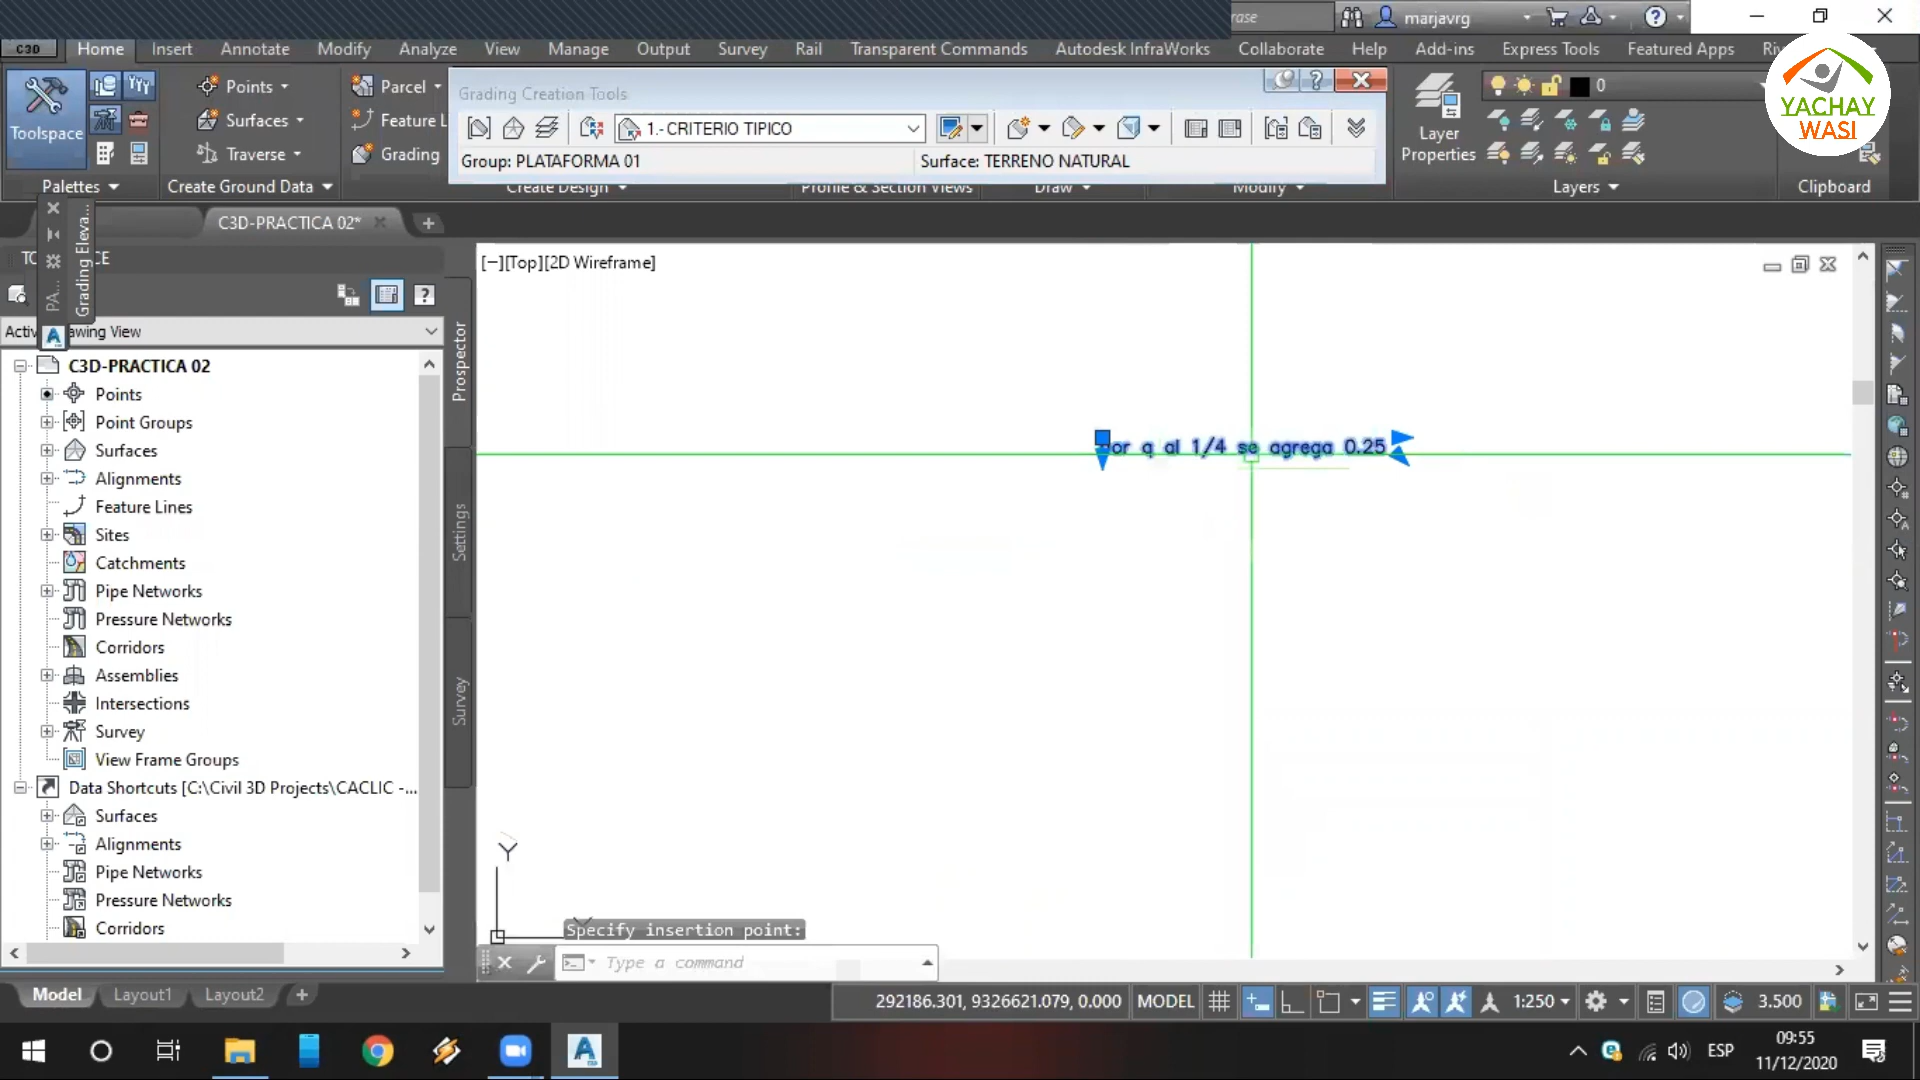 rase
marjavrg
C3D
Home Insert Annotate Modify Analyze View Manage Output Survey Rail Transparent Commands Autodesk InfraWorks Collaborate Help Add-ins Express Tools Featured Apps
YACHAY
WASI
Toolspace
Points
Surfaces
Traverse
Parcel
Feature L
Grading
Grading Creation Tools
1.- CRITERIO TIPICO
Group: PLATAFORMA 01
Surface: TERRENO NATURAL
Layer
Properties
0
Palettes
Create Ground Data
Create Design
Profile & Section Views
Draw
Modify
Layers
Clipboard
C3D-PRACTICA 02*
Grading Eleva...
PA...
[−][Top][2D Wireframe]
C3D-PRACTICA 02
Points
Point Groups
Surfaces
Alignments
Feature Lines
Sites
Catchments
Pipe Networks
Pressure Networks
Corridors
Assemblies
Intersections
Survey
View Frame Groups
Data Shortcuts [C:\Civil 3D Projects\CACLIC -...
Surfaces
Alignments
Pipe Networks
Pressure Networks
Corridors
Prospector
Settings
Survey
or q al 1/4 se agrega 0.25
Y
Specify insertion point:
Type a command
Model Layout1 Layout2
292186.301, 9326621.079, 0.000 MODEL 1:250 3.500
ESP
09:55
11/12/2020